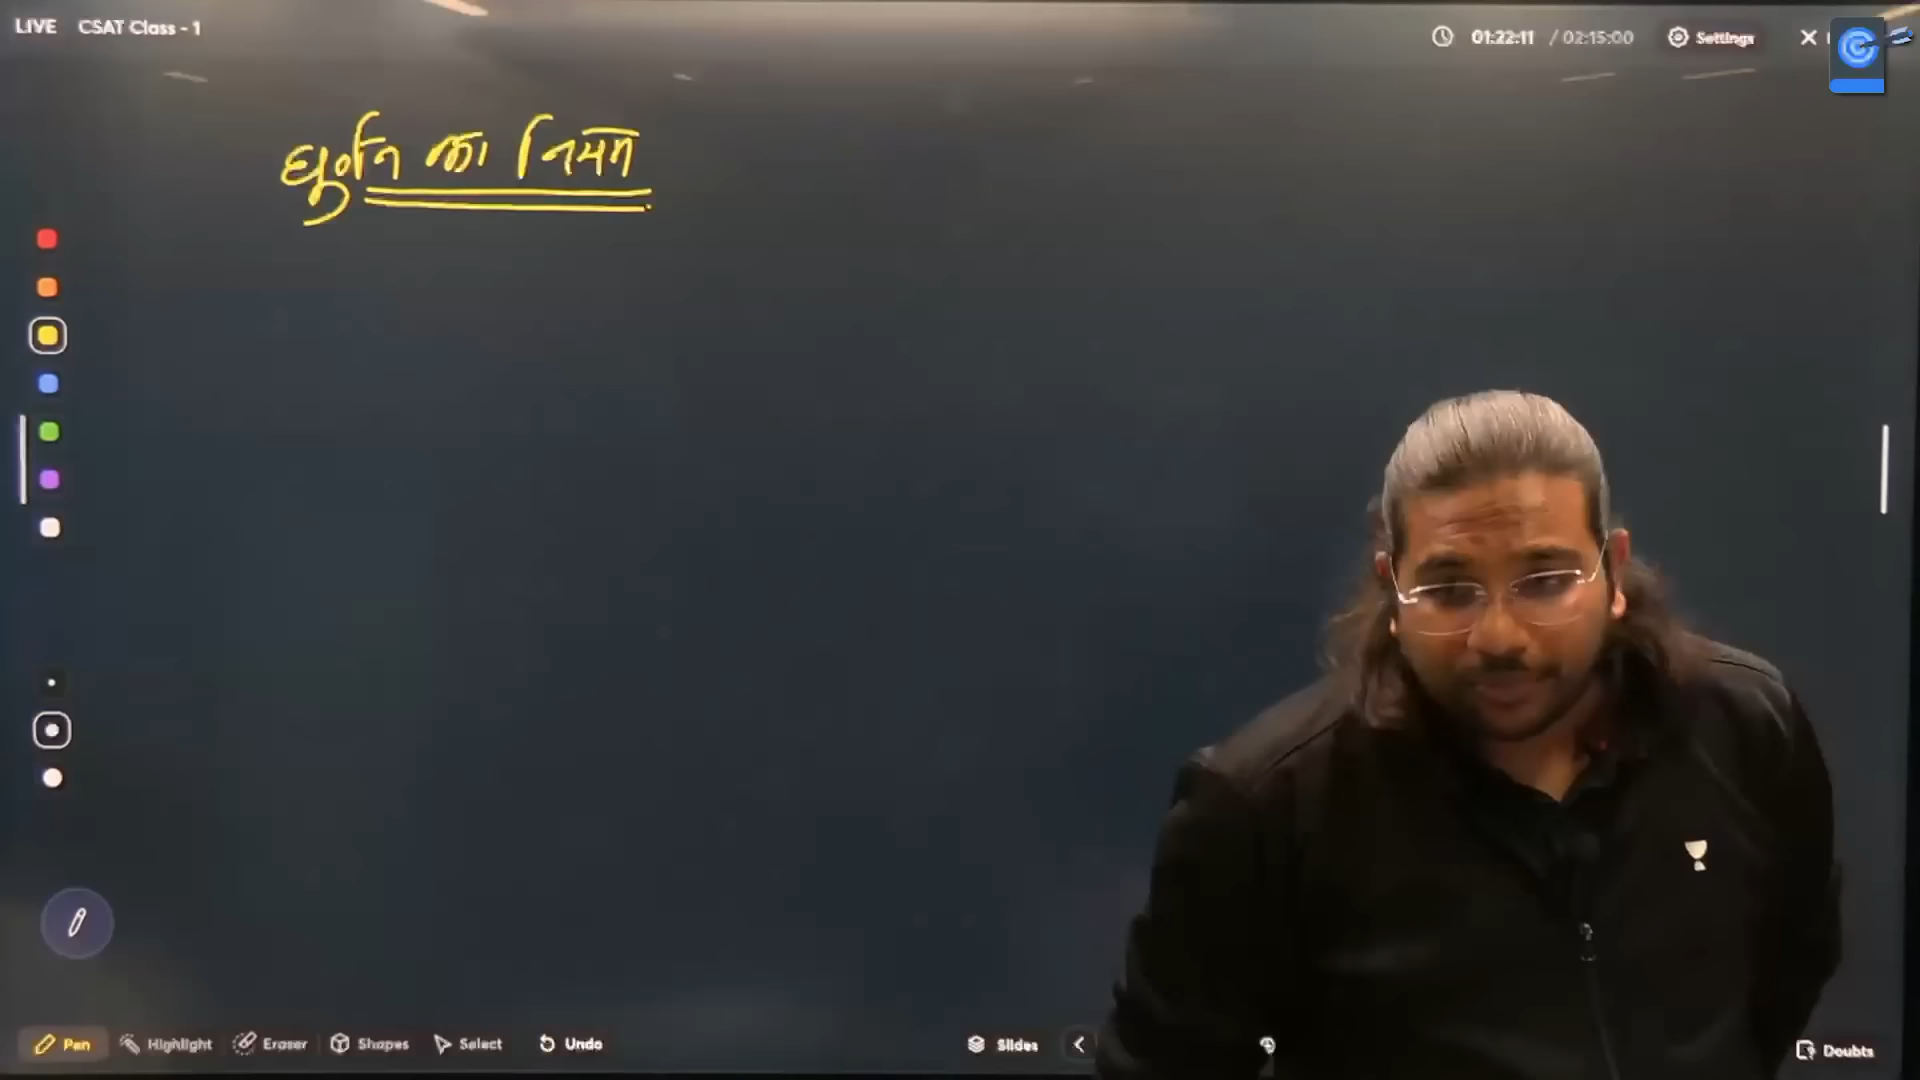 LIVE CSAT Class - 1 01:22:11 / 02:15:00 Settings
घूर्णन का नियम
Pen Highlight Eraser Shapes Select Undo Slides Doubts